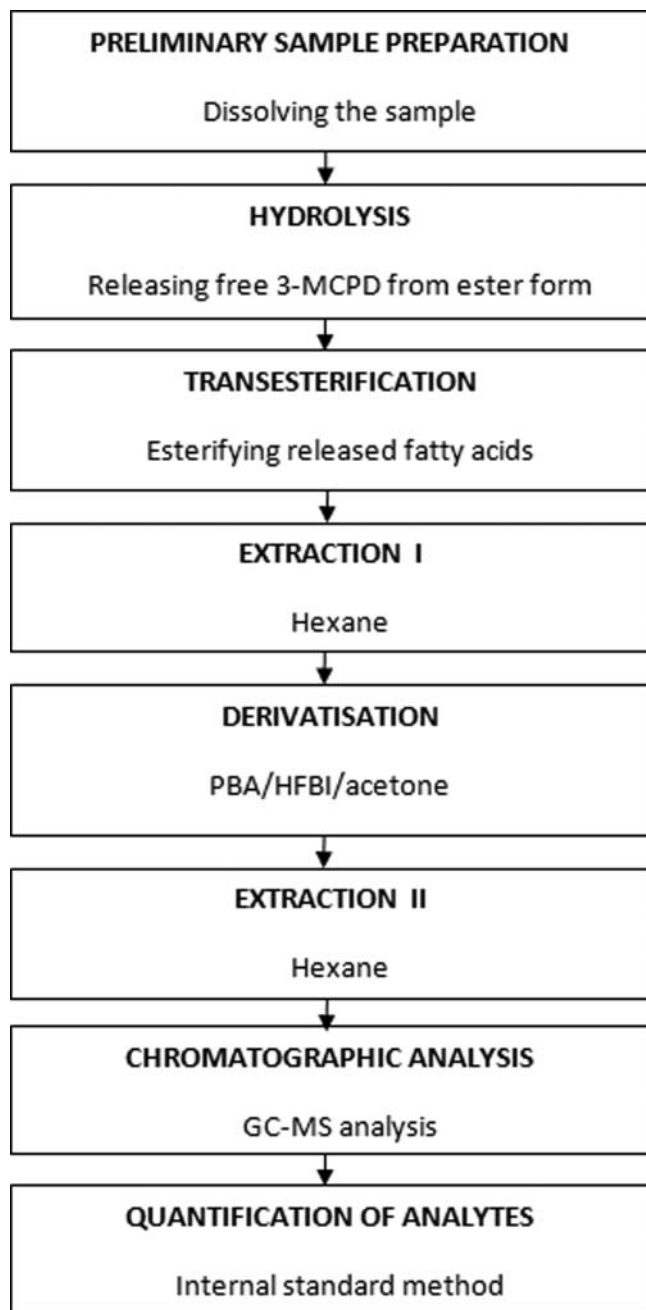 PRELIMINARY SAMPLE PREPARATION
Dissolving the sample
HYDROLYSIS
Releasing free 3-MCPD from ester form
TRANSESTERIFICATION
Esterifying released fatty acids
EXTRACTION I
Hexane
DERIVATISATION
PBA/HFBI/acetone
EXTRACTION II
Hexane
CHROMATOGRAPHIC ANALYSIS
GC-MS analysis
QUANTIFICATION OF ANALYTES
Internal standard method